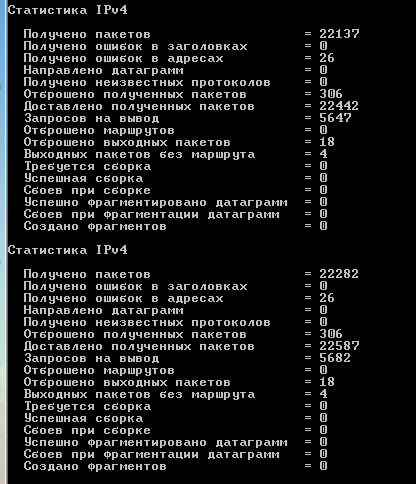 Статистика IPv4
Получено пакетов = 22137
Получено ошибок в заголовках = 0
Получено ошибок в адресах = 26
Направлено датаграмм = 0
Получено неизвестных протоколов = 0
Отброшено полученных пакетов = 306
Доставлено полученных пакетов = 22442
Запросов на вывод = 5647
Отброшено маршрутов = 0
Отброшено выходных пакетов = 18
Выходных пакетов без маршрута = 4
Требуется сборка = 0
Успешная сборка = 0
Сбоев при сборке = 0
Успешно фрагментировано датаграмм = 0
Сбоев при фрагментации датаграмм = 0
Создано фрагментов = 0
Статистика IPv4
Получено пакетов = 22282
Получено ошибок в заголовках = 0
Получено ошибок в адресах = 26
Направлено датаграмм = 0
Получено неизвестных протоколов = 0
Отброшено полученных пакетов = 306
Доставлено полученных пакетов = 22587
Запросов на вывод = 5682
Отброшено маршрутов = 0
Отброшено выходных пакетов = 18
Выходных пакетов без маршрута = 4
Требуется сборка = 0
Успешная сборка = 0
Сбоев при сборке = 0
Успешно фрагментировано датаграмм = 0
Сбоев при фрагментации датаграмм = 0
Создано фрагментов = 0